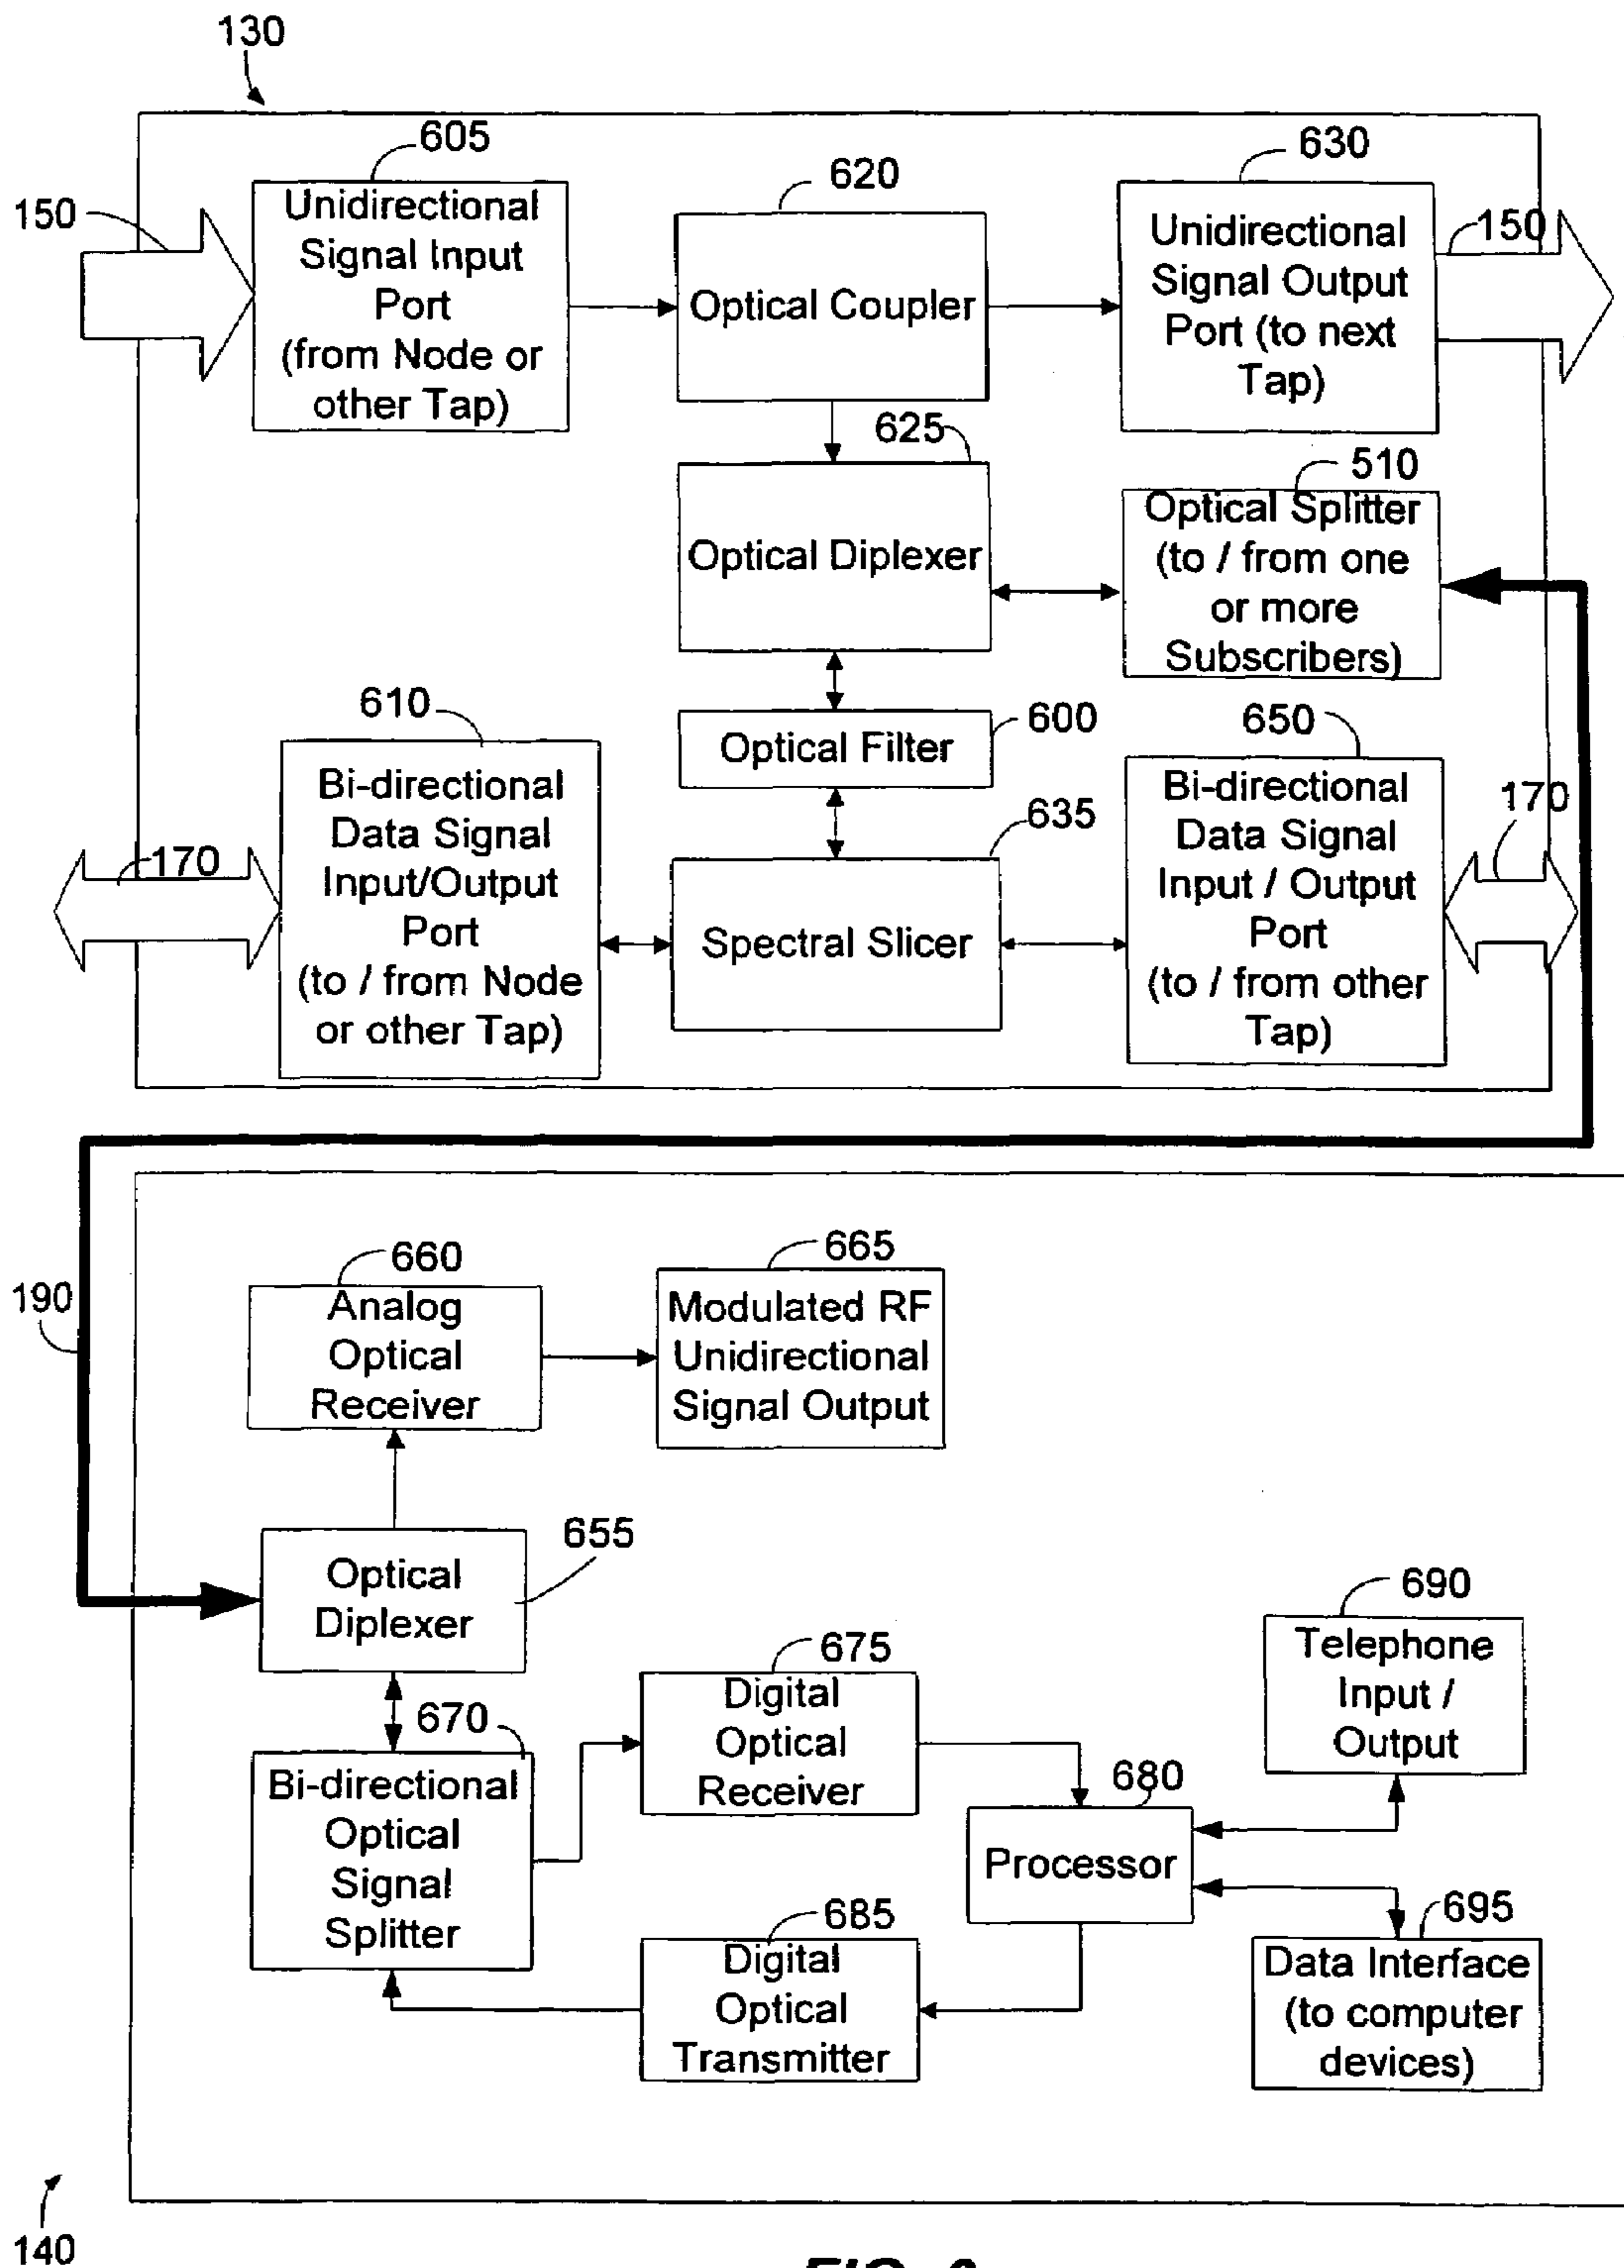 130
605
630
620
150
Unidirectional
Signal Input
Port
(from Node or
other Tap)
Optical Coupler
Unidirectional
Signal Output
Port (to next
Tap)
150
625
510
Optical Diplexer
Optical Splitter
(to / from one
or more
Subscribers)
610
600
650
Optical Filter
Bi-directional
Data Signal
Input/Output
Port
(to / from Node
or other Tap)
170
635
Spectral Slicer
Bi-directional
Data Signal
Input / Output
Port
(to / from other
Tap)
170
190
660
665
Analog
Optical
Receiver
Modulated RF
Unidirectional
Signal Output
655
Optical
Diplexer
690
Telephone
Input /
Output
675
Digital
Optical
Receiver
670
Bi-directional
Optical
Signal
Splitter
680
Processor
685
Digital
Optical
Transmitter
695
Data Interface
(to computer
devices)
140